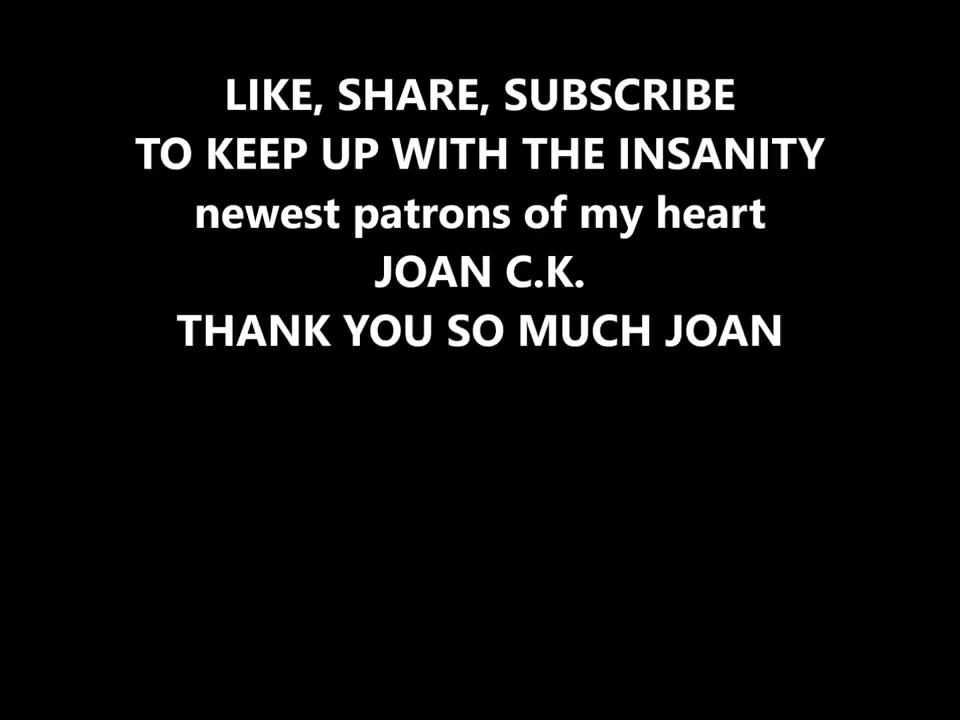 LIKE, SHARE, SUBSCRIBE
TO KEEP UP WITH THE INSANITY
newest patrons of my heart
JOAN C.K.
THANK YOU SO MUCH JOAN